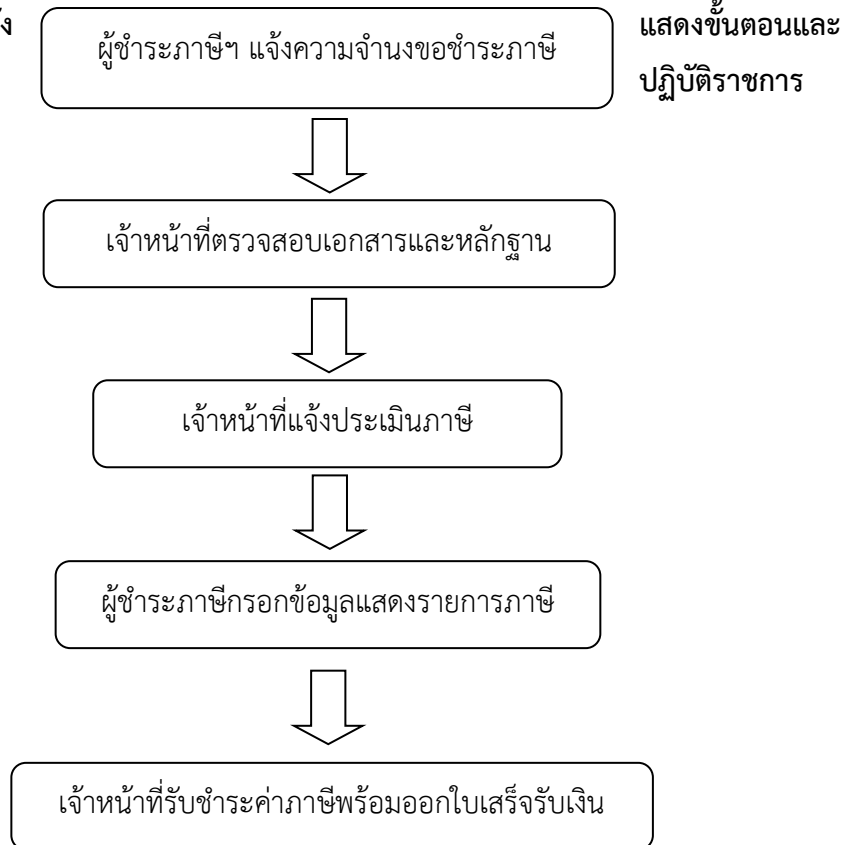 แสดงขั้นตอนและ
ปฏิบัติราชการ
ผู้ชำระภาษีฯ แจ้งความจำนงขอชำระภาษี
เจ้าหน้าที่ตรวจสอบเอกสารและหลักฐาน
เจ้าหน้าที่แจ้งประเมินภาษี
ผู้ชำระภาษีกรอกข้อมูลแสดงรายการภาษี
เจ้าหน้าที่รับชำระค่าภาษีพร้อมออกใบเสร็จรับเงิน